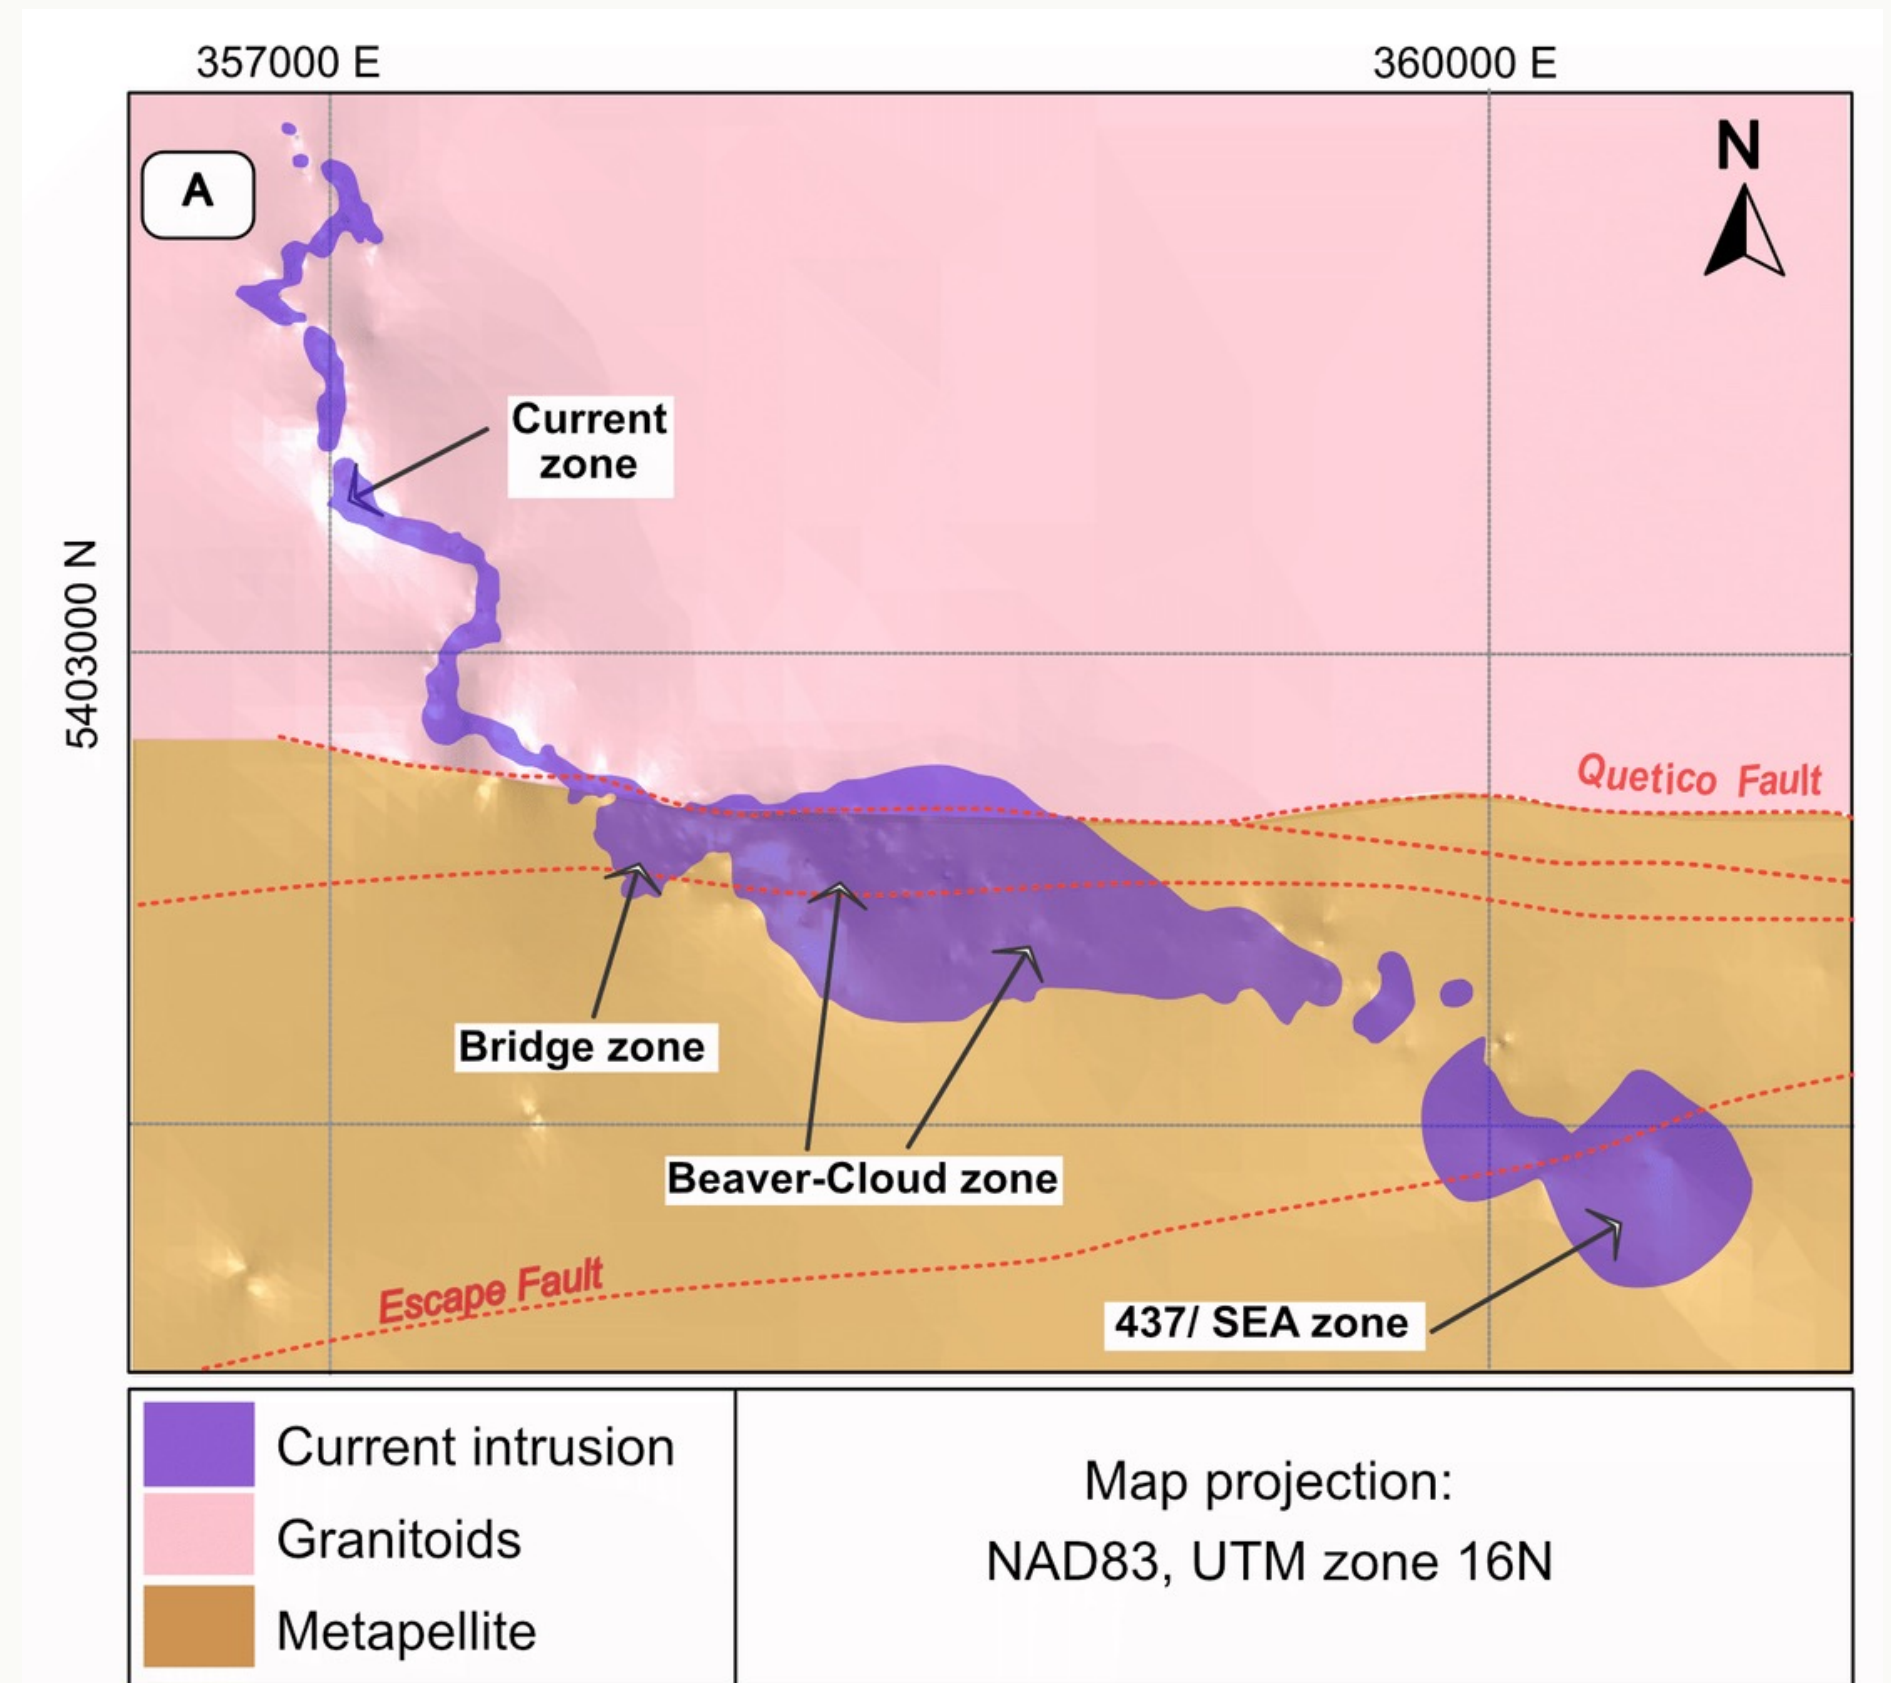 357000 E
360000 E
N
A
Current
zone
5403000 N
Quetico Fault
Bridge zone
Beaver-Cloud zone
Escape Fault
437/ SEA zone
Current intrusion
Granitoids
Metapellite
Map projection:
NAD83, UTM zone 16N